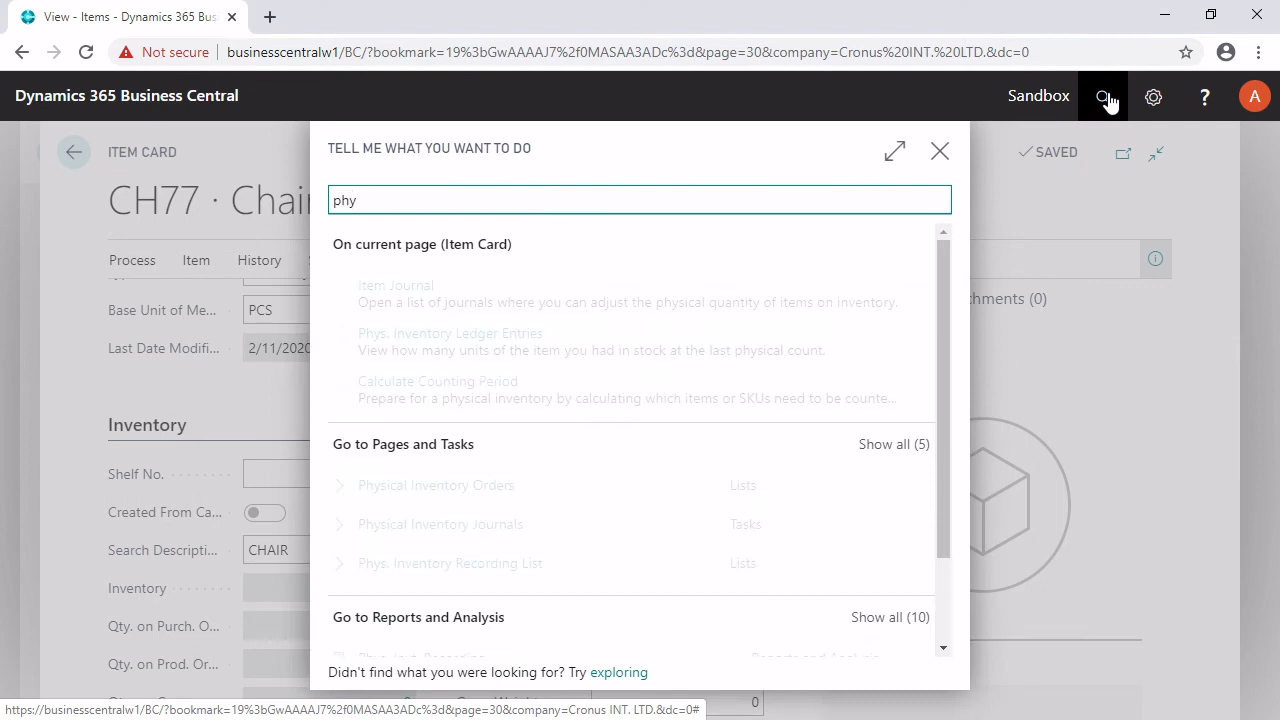 View - Items - Dynamics 365 Bus
Not secure
businesscentralw1/BC/?bookmark=19%3bGwAAAAJ7%2f0MASAA3ADc%3d&page=30&company=Cronus%20INT.%20LTD.&dc=0
Dynamics 365 Business Central
Sandbox
?
A
ITEM CARD
SAVED
CH77 · Chair
TELL ME WHAT YOU WANT TO DO
phy
Process
Item
History
On current page (Item Card)
Base Unit of Me...
PCS
Last Date Modifi...
2/11/2020
Item Journal
Open a list of journals where you can adjust the physical quantity of items on inventory.
Phys. Inventory Ledger Entries
View how many units of the item you had in stock at the last physical count.
Calculate Counting Period
Prepare for a physical inventory by calculating which items or SKUs need to be counte...
chments (0)
Inventory
Go to Pages and Tasks
Show all (5)
Shelf No.
Physical Inventory Orders
Lists
Created From Ca...
Physical Inventory Journals
Tasks
Search Descripti...
CHAIR
Phys. Inventory Recording List
Lists
Inventory
Go to Reports and Analysis
Show all (10)
Qty. on Purch. O...
Phys. Invt. Recording
Reports and Analysis
Qty. on Prod. Or...
Didn't find what you were looking for? Try exploring
0
https://businesscentralw1/BC/?bookmark=19%3bGwAAAAJ7%2f0MASAA3ADc%3d&page=30&company=Cronus INT. LTD.&dc=0#